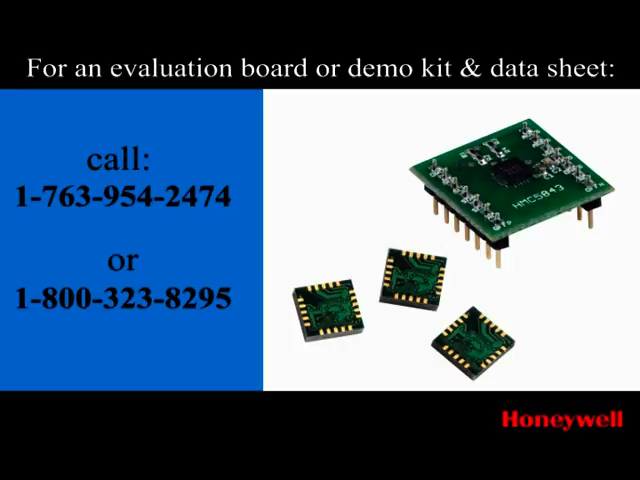 For an evaluation board or demo kit & data sheet:
call:
1-763-954-2474
or
1-800-323-8295
HMC5843
Honeywell